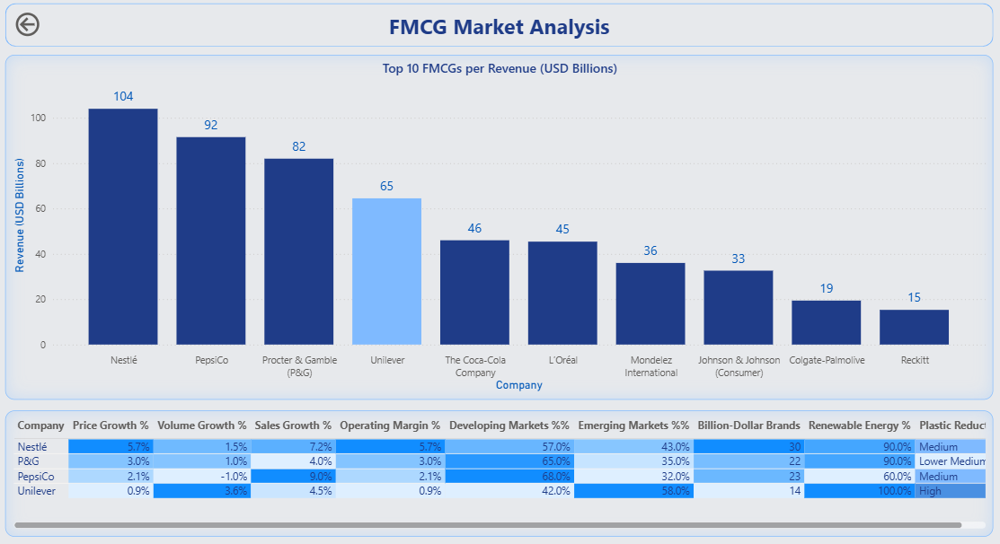 FMCG Market Analysis
Top 10 FMCGs per Revenue (USD Billions)
Revenue (USD Billions)
100
80
60
40
20
0
104
92
82
65
46
45
36
33
19
15
Nestlé
PepsiCo
Procter & Gamble
(P&G)
Unilever
The Coca-Cola
Company
L'Oréal
Mondelez
International
Johnson & Johnson
(Consumer)
Colgate-Palmolive
Reckitt
Company
Company Price Growth % Volume Growth % Sales Growth % Operating Margin % Developing Markets %% Emerging Markets %% Billion-Dollar Brands Renewable Energy % Plastic Reduct
Nestlé 5.7% 1.5% 7.2% 5.7% 57.0% 43.0% 30 90.0% Medium
P&G 3.0% 1.0% 4.0% 3.0% 65.0% 35.0% 22 90.0% Lower Medium
PepsiCo 2.1% -1.0% 9.0% 2.1% 68.0% 32.0% 23 60.0% Medium
Unilever 0.9% 3.6% 4.5% 0.9% 42.0% 58.0% 14 100.0% High